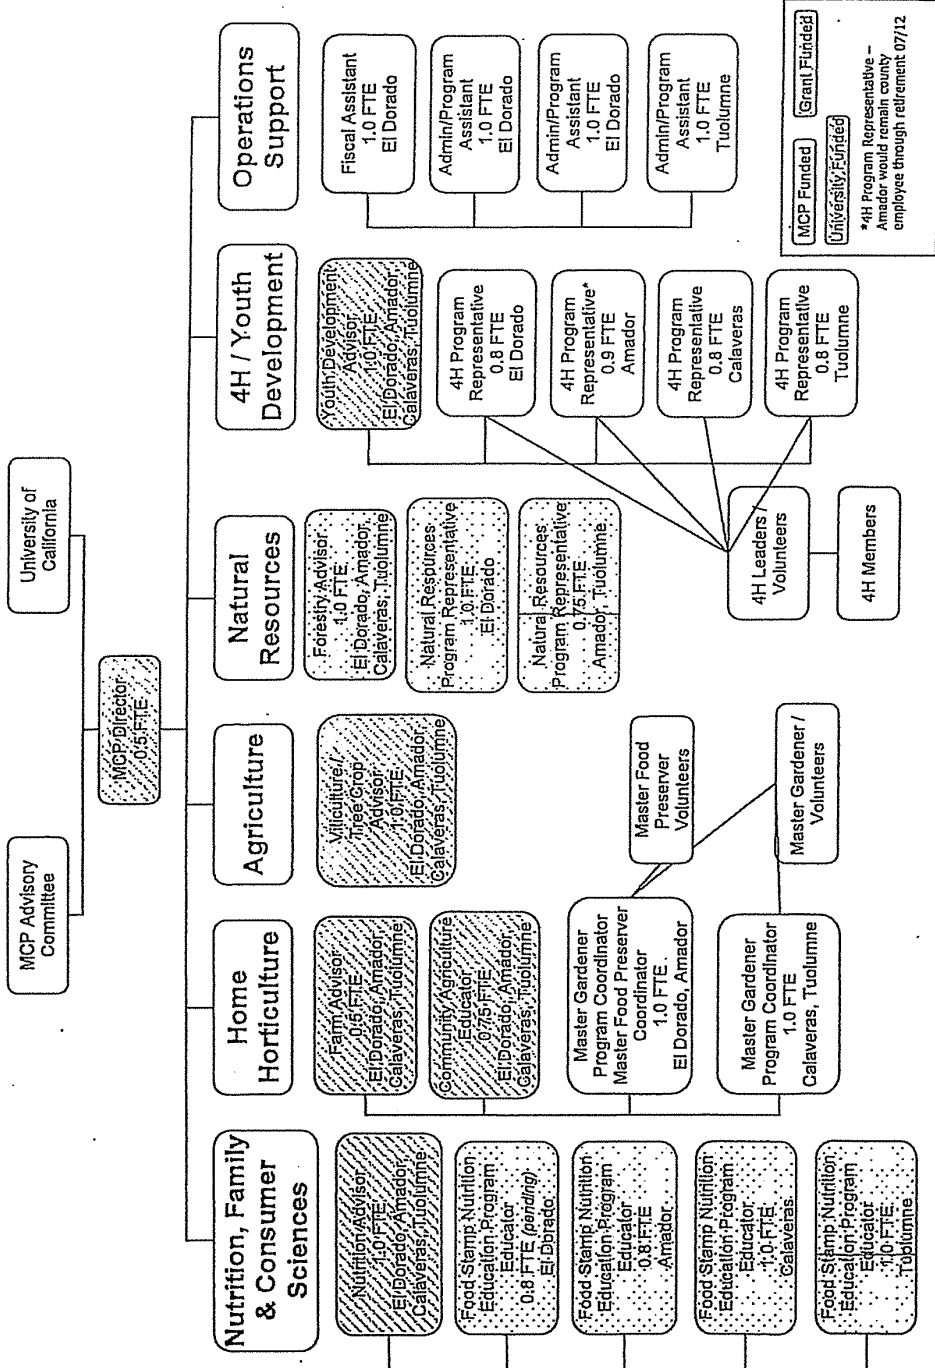 MCP Advisory
Committee
University of
California
MCP Director
0.5 FTE
Nutrition, Family
& Consumer
Sciences
Nutrition Advisor
1.0 FTE
El Dorado, Amador,
Calaveras, Tuolumne
Food Stamp Nutrition
Education Program
Educator
0.8 FTE (pending)
El Dorado
Food Stamp Nutrition
Education Program
Educator
0.8 FTE
Amador
Food Stamp Nutrition
Education Program
Educator
1.0 FTE
Calaveras
Food Stamp Nutrition
Education Program
Educator
1.0 FTE
Tuolumne
Home
Horticulture
Farm Advisor
0.5 FTE
El Dorado, Amador,
Calaveras, Tuolumne
Community Agriculture
Educator
0.75 FTE
El Dorado, Amador,
Calaveras, Tuolumne
Master Gardener
Program Coordinator
Master Food Preserver
Coordinator
1.0 FTE
El Dorado, Amador
Master Gardener
Program Coordinator
1.0 FTE
Calaveras, Tuolumne
Master Food
Preserver
Volunteers
Master Gardener /
Volunteers
Agriculture
Viticulture /
Tree Crop
Advisor
1.0 FTE
El Dorado, Amador,
Calaveras, Tuolumne
Natural
Resources
Forestry Advisor
1.0 FTE
El Dorado, Amador,
Calaveras, Tuolumne
Natural Resources
Program Representative
1.0 FTE
El Dorado
Natural Resources
Program Representative
0.75 FTE
Amador, Tuolumne
4H / Youth
Development
Youth Development
Advisor
1.0 FTE
El Dorado, Amador,
Calaveras, Tuolumne
4H Program
Representative
0.8 FTE
El Dorado
4H Program
Representative*
0.9 FTE
Amador
4H Program
Representative
0.8 FTE
Calaveras
4H Program
Representative
0.8 FTE
Tuolumne
4H Leaders /
Volunteers
4H Members
Operations
Support
Fiscal Assistant
1.0 FTE
El Dorado
Admin/Program
Assistant
1.0 FTE
El Dorado
Admin/Program
Assistant
1.0 FTE
El Dorado
Admin/Program
Assistant
1.0 FTE
Tuolumne
MCP Funded
Grant Funded
University Funded
*4H Program Representative –
Amador would remain county
employee through retirement 07/12